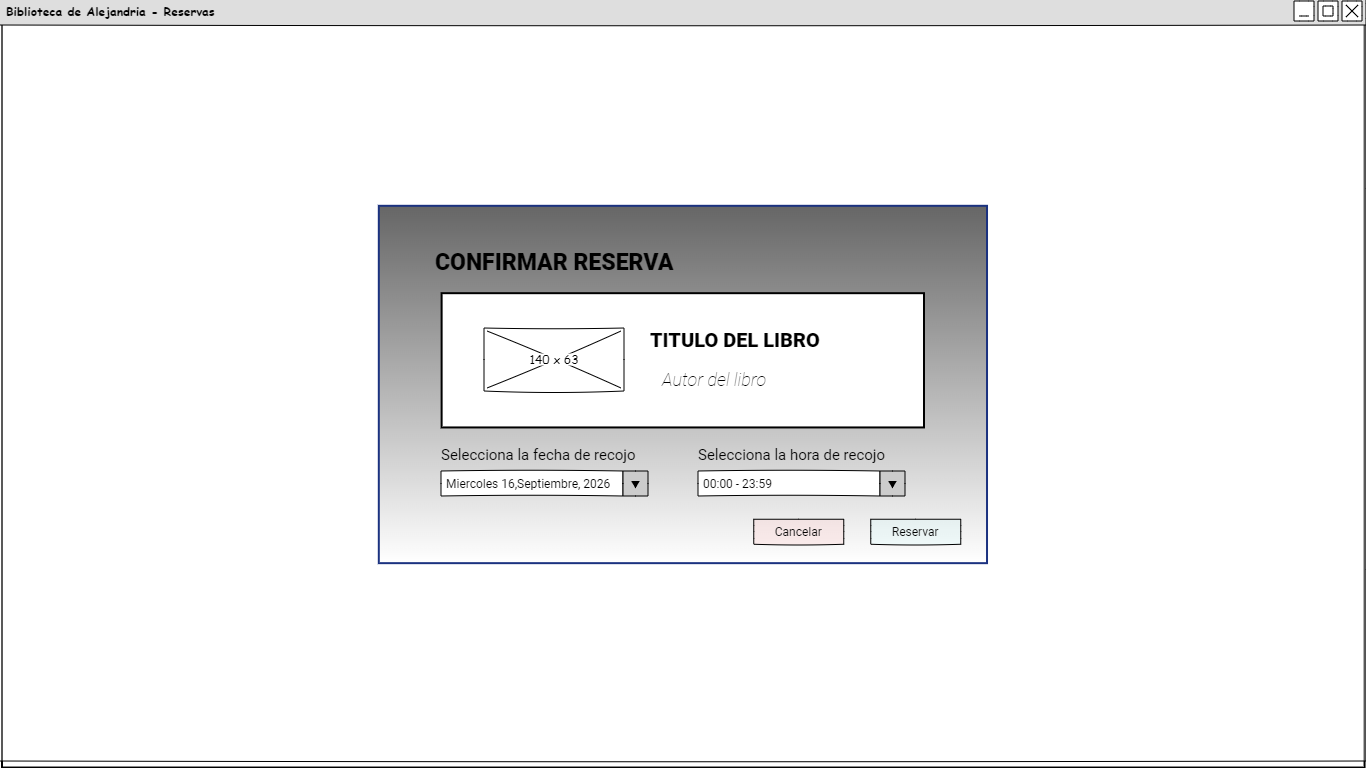 Biblioteca de Alejandria - Reservas
CONFIRMAR RESERVA
140 x 63
TITULO DEL LIBRO
Autor del libro
Selecciona la fecha de recojo
Selecciona la hora de recojo
Miercoles 16,Septiembre, 2026
00:00 - 23:59
Cancelar
Reservar